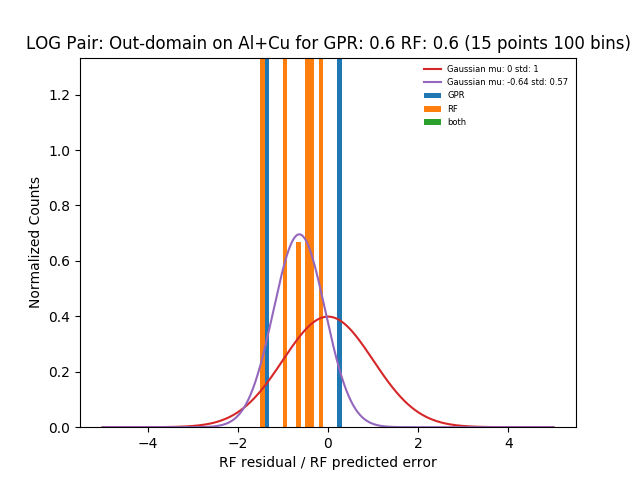 LOG Pair: Out-domain on Al+Cu for GPR: 0.6 RF: 0.6 (15 points 100 bins)
Gaussian mu: 0 std: 1
Gaussian mu: -0.64 std: 0.57
GPR
RF
both
Normalized Counts
1.2
1.0
0.8
0.6
0.4
0.2
0.0
−4 −2 0 2 4
RF residual / RF predicted error